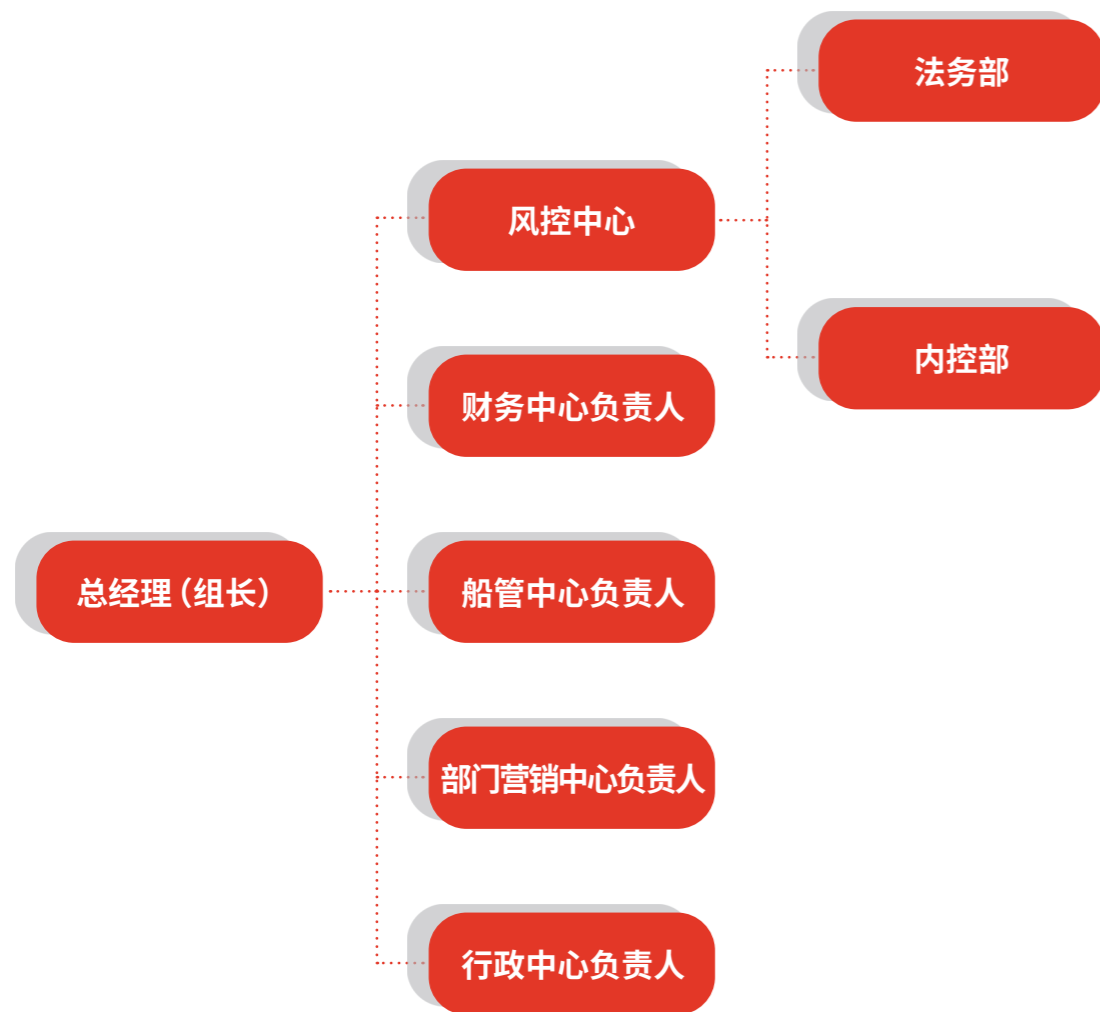 法务部
风控中心
内控部
财务中心负责人
总经理（组长）
船管中心负责人
部门营销中心负责人
行政中心负责人